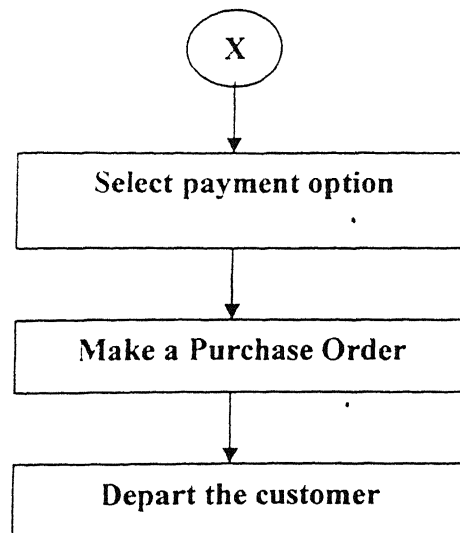 X
Select payment option
Make a Purchase Order
Depart the customer